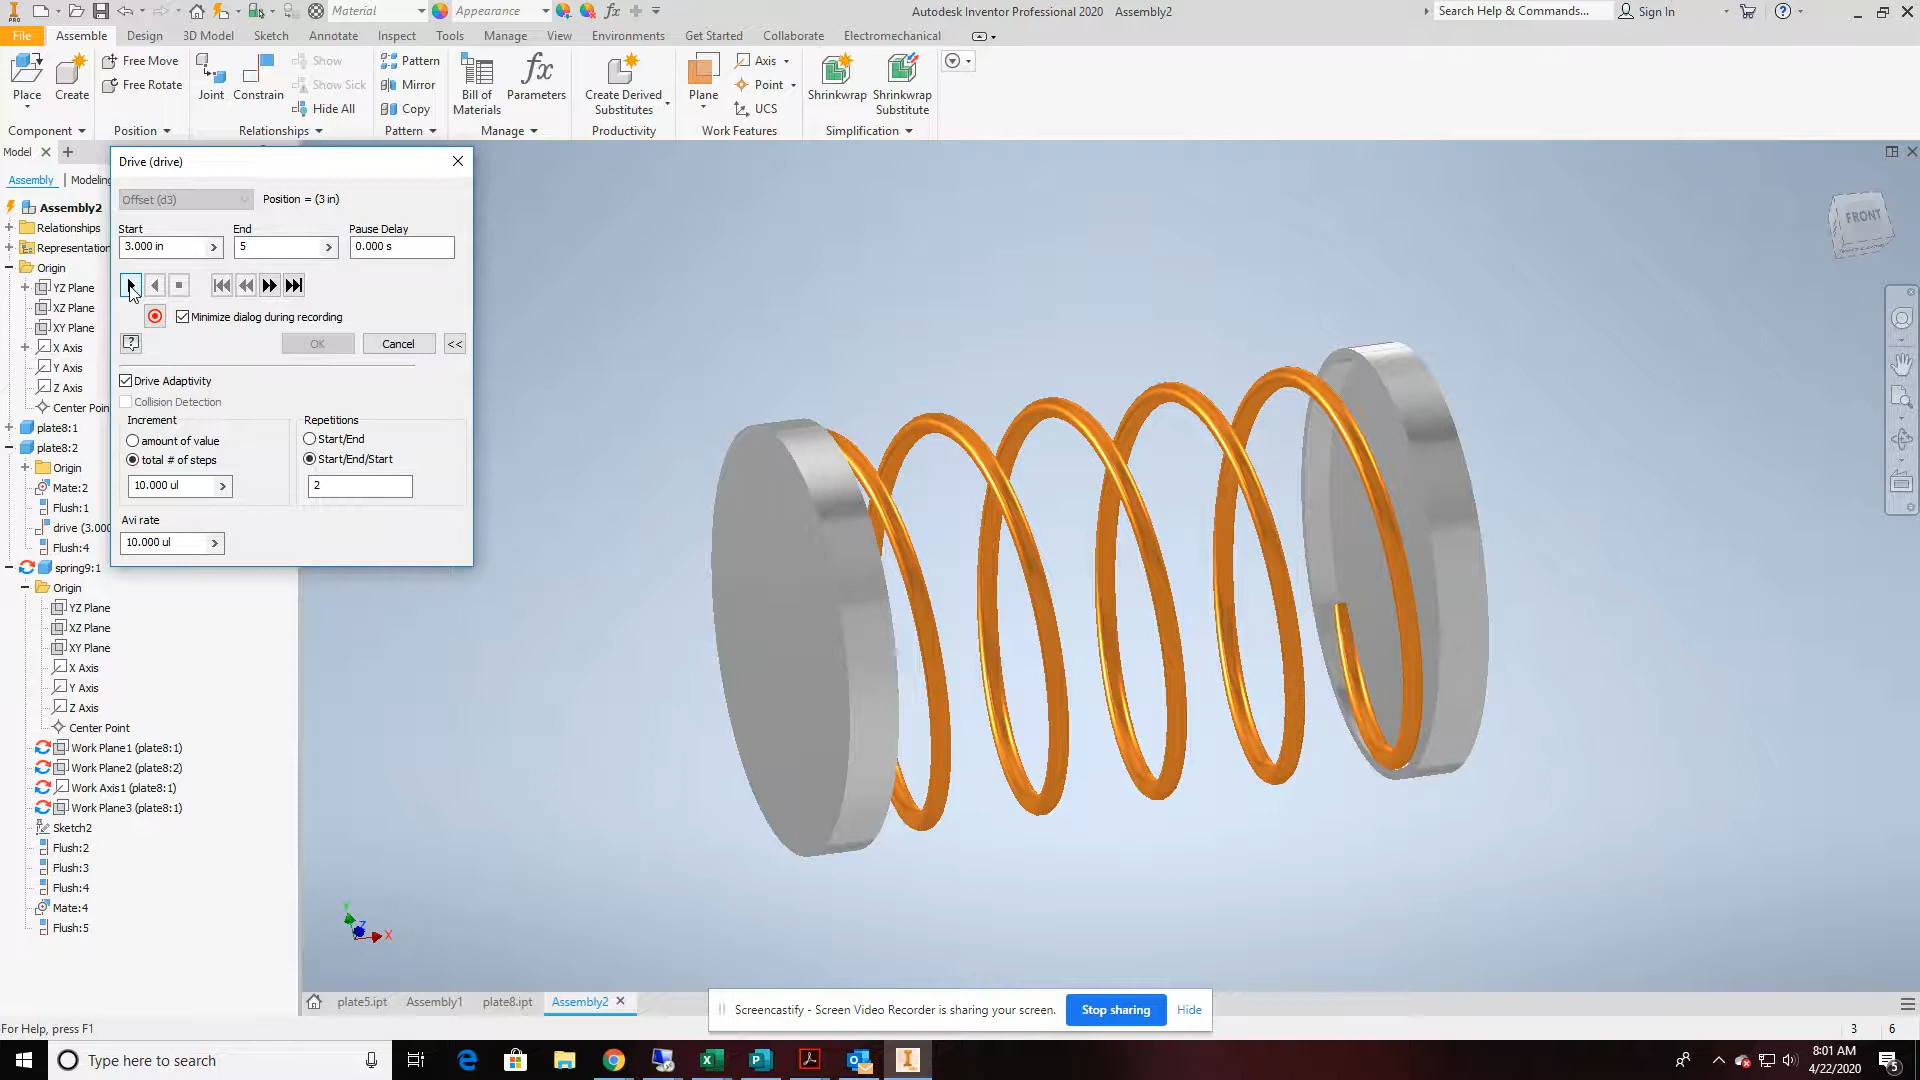 PRO
Material
Appearance
Autodesk Inventor Professional 2020 Assembly2
Search Help & Commands...
Sign In
File Assemble Design 3D Model Sketch Annotate Inspect Tools Manage View Environments Get Started Collaborate Electromechanical
Place
Create
Free Move
Free Rotate
Joint
Constrain
Show
Show Sick
Hide All
Pattern
Mirror
Copy
Bill of
Materials
fx
Parameters
Create Derived
Substitutes
Plane
Axis
Point
UCS
Shrinkwrap
Shrinkwrap
Substitute
Component Position Relationships Pattern Manage Productivity Work Features Simplification
Model
Assembly Modeling
Assembly2
Relationships
Origin
YZ Plane
XZ Plane
XY Plane
X Axis
Y Axis
Z Axis
plate8:1
plate8:2
Origin
Mate:2
Flush:1
Flush:4
spring9:1
Origin
YZ Plane
XZ Plane
XY Plane
X Axis
Y Axis
Z Axis
Center Point
Work Plane1 (plate8:1)
Work Plane2 (plate8:2)
Work Axis1 (plate8:1)
Work Plane3 (plate8:1)
Sketch2
Flush:2
Flush:3
Flush:4
Mate:4
Flush:5
Drive (drive)
Offset (d3) Position = (3 in)
Start End Pause Delay
3.000 in 5 0.000 s
Minimize dialog during recording
OK Cancel <<
Drive Adaptivity
Collision Detection
Increment
amount of value
total # of steps
10.000 ul
Repetitions
Start/End
Start/End/Start
2
Avi rate
10.000 ul
FRONT
Y
Z
X
plate5.ipt Assembly1 plate8.ipt Assembly2
Screencastify - Screen Video Recorder is sharing your screen. Stop sharing Hide
For Help, press F1
3 6
Type here to search
8:01 AM
4/22/2020
5